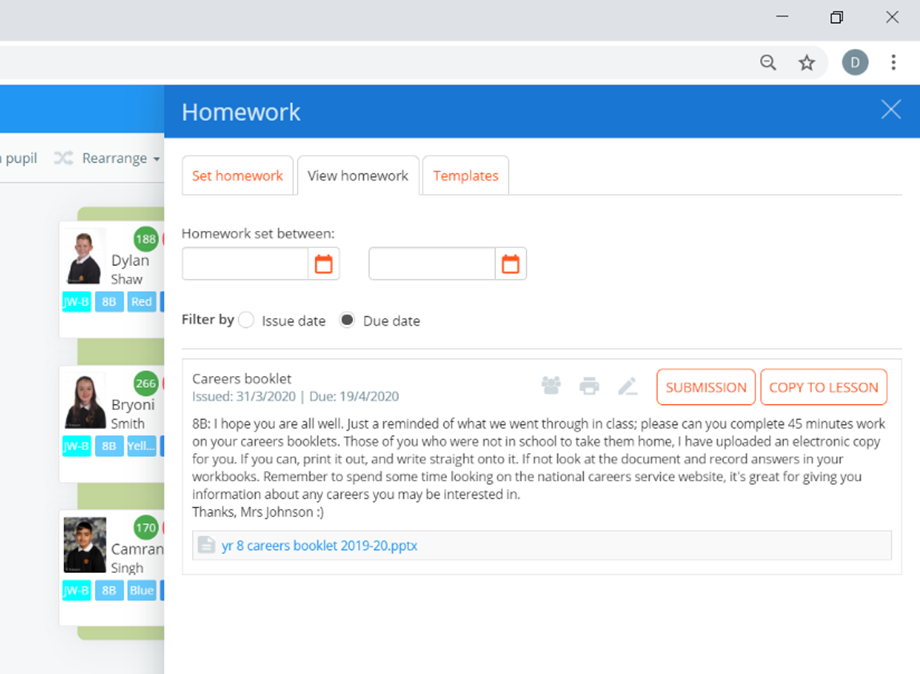 D
Homework
pupil
Rearrange
Set homework
View homework
Templates
Homework set between:
Filter by
Issue date
Due date
188
Dylan
Shaw
JW-B
8B
Red
266
Bryoni
Smith
JW-B
8B
Yell...
170
Camran
Singh
JW-B
8B
Blue
Careers booklet
Issued: 31/3/2020 | Due: 19/4/2020
SUBMISSION
COPY TO LESSON
8B: I hope you are all well. Just a reminded of what we went through in class; please can you complete 45 minutes work
on your careers booklets. Those of you who were not in school to take them home, I have uploaded an electronic copy
for you. If you can, print it out, and write straight onto it. If not look at the document and record answers in your
workbooks. Remember to spend some time looking on the national careers service website, it's great for giving you
information about any careers you may be interested in.
Thanks, Mrs Johnson :)
yr 8 careers booklet 2019-20.pptx